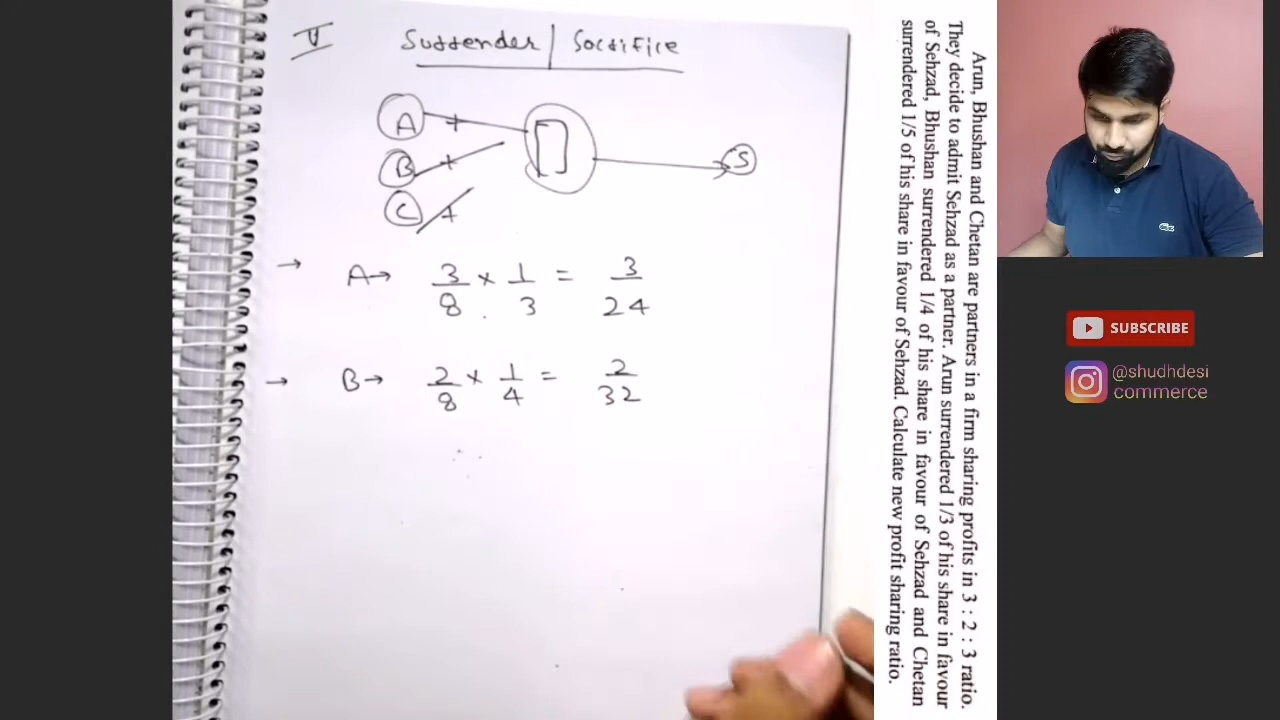 V Surrender / Sacrifice
A
B
C
S
A→ 3/8 × 1/3 = 3/24
B→ 2/8 × 1/4 = 2/32
Arun, Bhushan and Chetan are partners in a firm sharing profits in 3 : 2 : 3 ratio.
They decide to admit Sehzad as a partner. Arun surrendered 1/3 of his share in favour
of Sehzad, Bhushan surrendered 1/4 of his share in favour of Sehzad and Chetan
surrendered 1/5 of his share in favour of Sehzad. Calculate new profit sharing ratio.
SUBSCRIBE
@shudhdesi
commerce